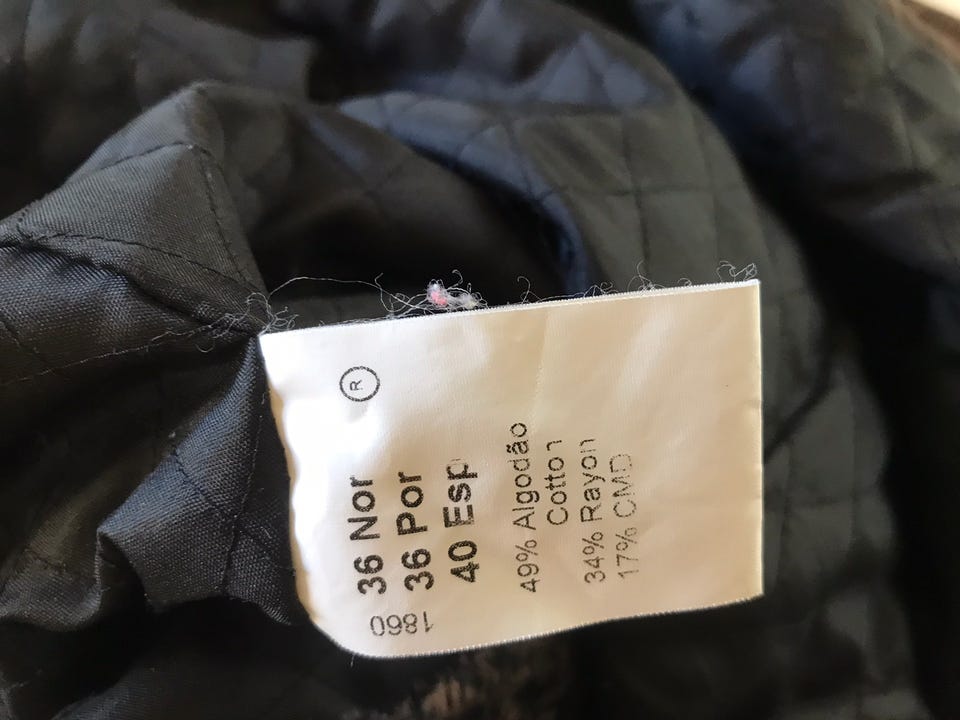 ®
36 Nor
36 Por
40 Esp
49% Algodão
Cotton
34% Rayon
17% CMD
1860